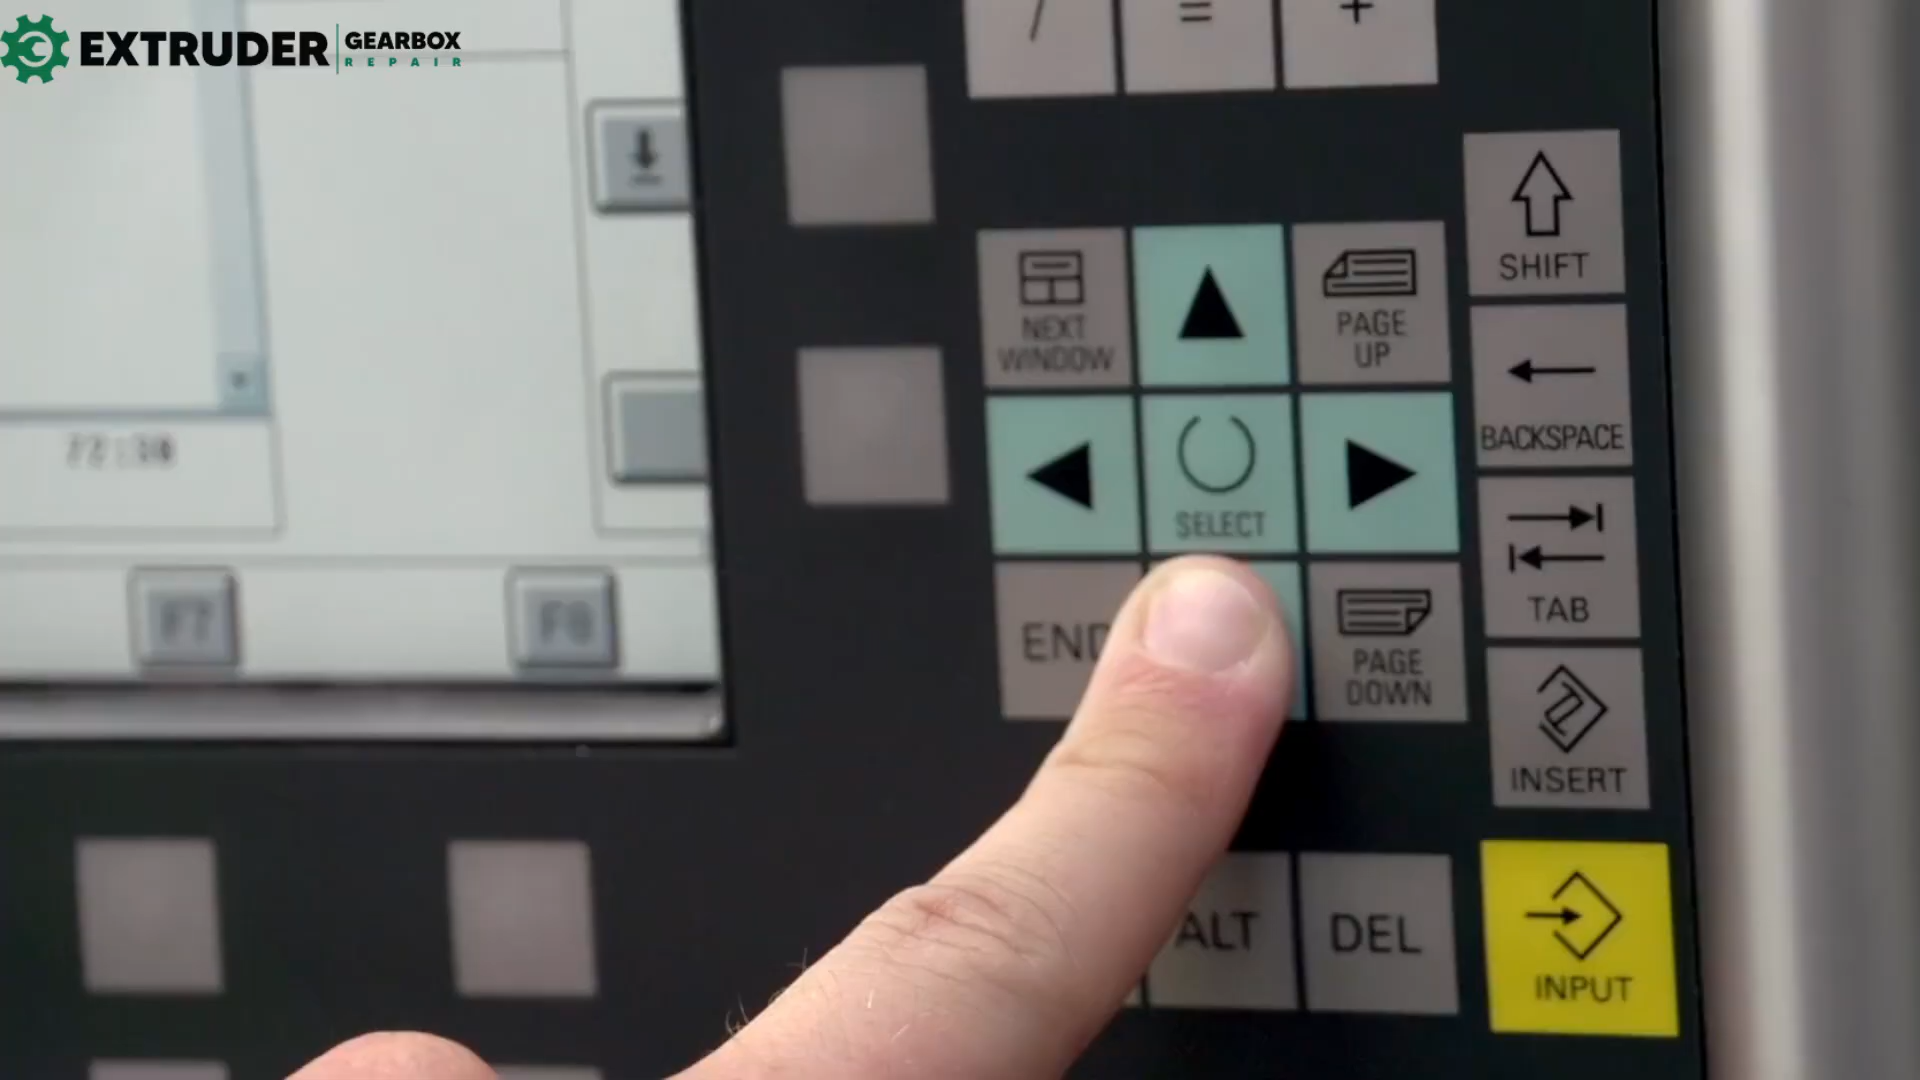 EXTRUDER GEARBOX
REPAIR
/ = +
SHIFT
NEXT
WINDOW
PAGE
UP
BACKSPACE
SELECT
TAB
END
PAGE
DOWN
INSERT
F7
ALT
DEL
INPUT